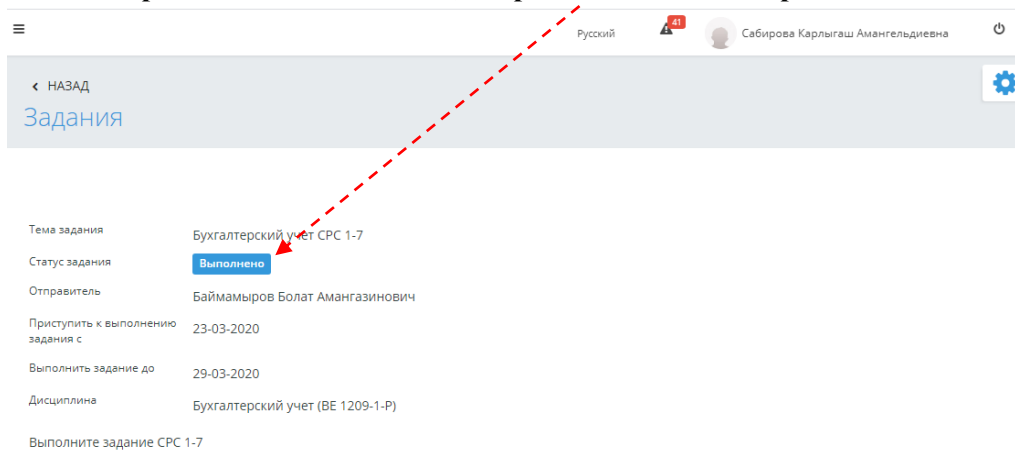 Русский 41 Сабирова Карлыгаш Амангельдиевна
НАЗАД
Задания
Тема задания Бухгалтерский учет СРС 1-7
Статус задания Выполнено
Отправитель Баймамыров Болат Амангазинович
Приступить к выполнению
задания с 23-03-2020
Выполнить задание до 29-03-2020
Дисциплина Бухгалтерский учет (BE 1209-1-P)
Выполните задание СРС 1-7